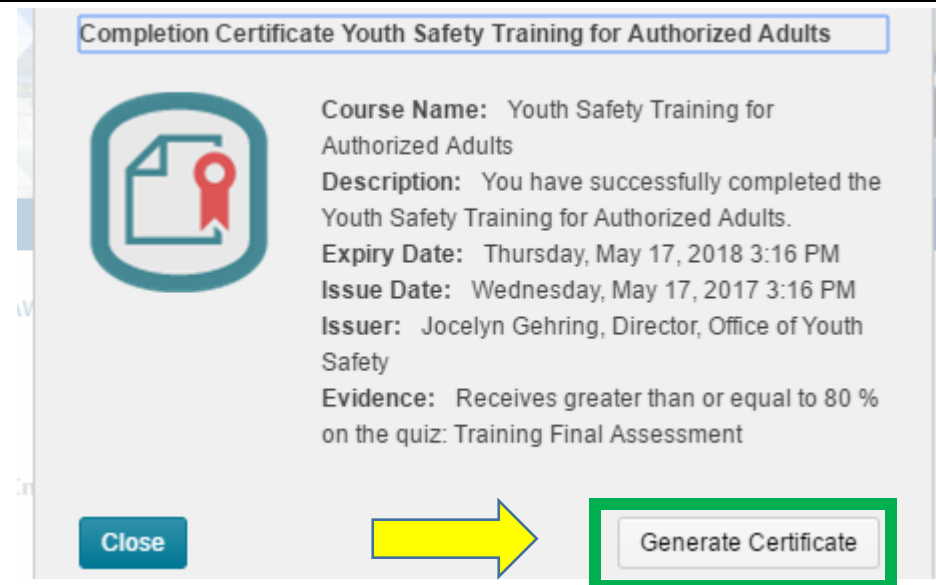 Completion Certificate Youth Safety Training for Authorized Adults
Course Name: Youth Safety Training for
Authorized Adults
Description: You have successfully completed the
Youth Safety Training for Authorized Adults.
Expiry Date: Thursday, May 17, 2018 3:16 PM
Issue Date: Wednesday, May 17, 2017 3:16 PM
Issuer: Jocelyn Gehring, Director, Office of Youth
Safety
Evidence: Receives greater than or equal to 80 %
on the quiz: Training Final Assessment
Close
Generate Certificate